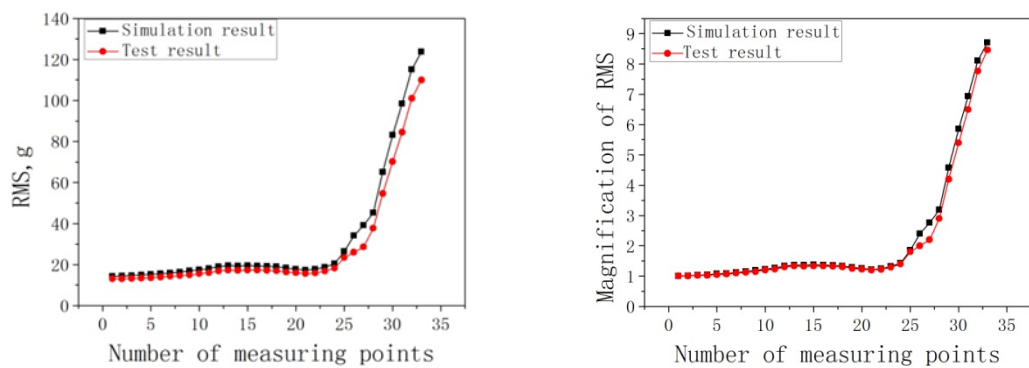 140
120
100
80
60
40
20
0
RMS,g
Simulation result
Test result
0 5 10 15 20 25 30 35
Number of measuring points
9
8
7
6
5
4
3
2
1
0
Magnification of RMS
Simulation result
Test result
0 5 10 15 20 25 30 35
Number of measuring points